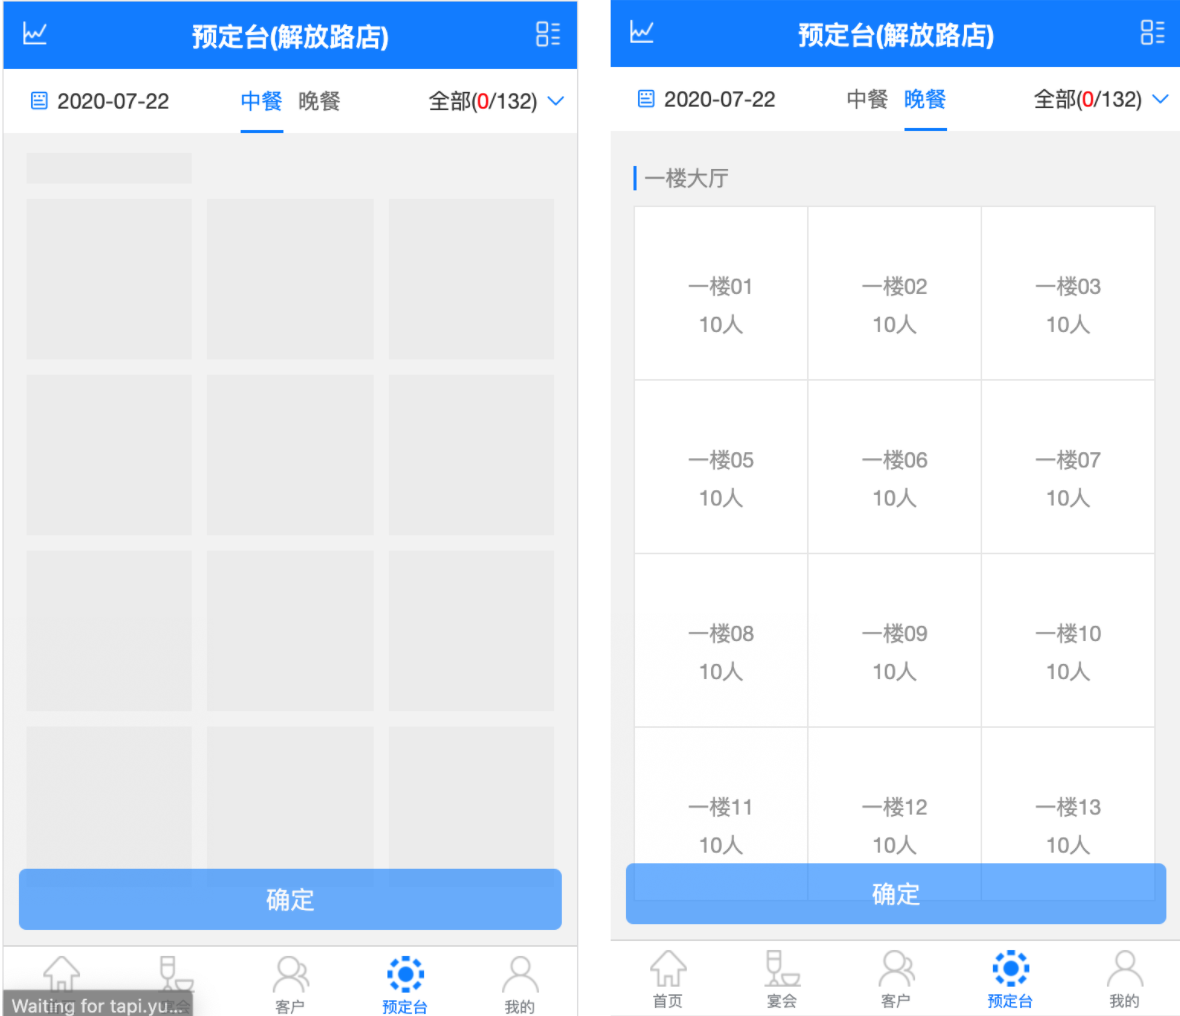 预定台(解放路店)
2020-07-22 中餐 晚餐 全部(0/132)
确定
客户 预定台 我的
Waiting for tapi.yu...
预定台(解放路店)
2020-07-22 中餐 晚餐 全部(0/132)
一楼大厅
一楼01 一楼02 一楼03
10人 10人 10人
一楼05 一楼06 一楼07
10人 10人 10人
一楼08 一楼09 一楼10
10人 10人 10人
一楼11 一楼12 一楼13
10人 10人 10人
确定
首页 宴会 客户 预定台 我的